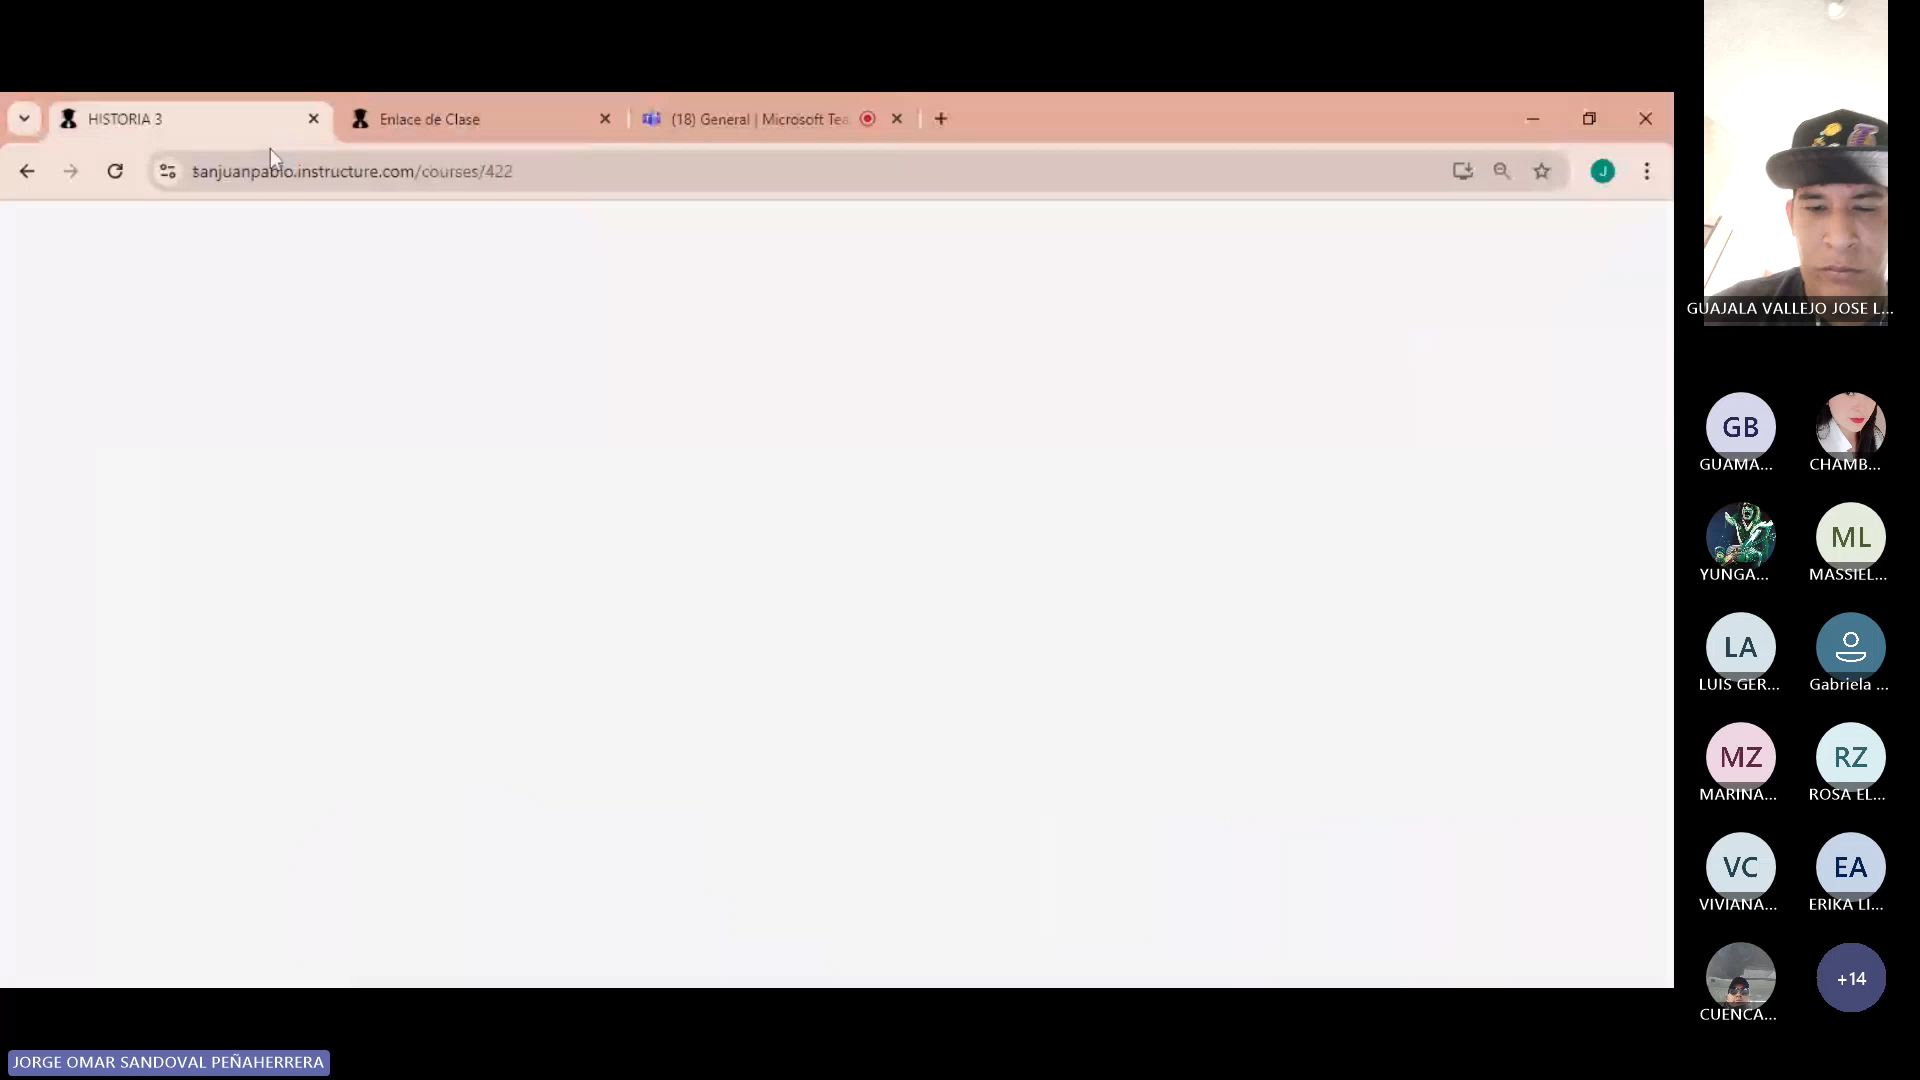 HISTORIA 3
Enlace de Clase
(18) General | Microsoft Tea
sanjuanpablo.instructure.com/courses/422
J
GUAJALA VALLEJO JOSE L...
GB
GUAMA...
CHAMB...
YUNGA...
ML
MASSIEL...
LA
LUIS GER...
Gabriela ...
MZ
MARINA...
RZ
ROSA EL...
VC
VIVIANA...
EA
ERIKA LI...
CUENCA...
+14
JORGE OMAR SANDOVAL PEÑAHERRERA